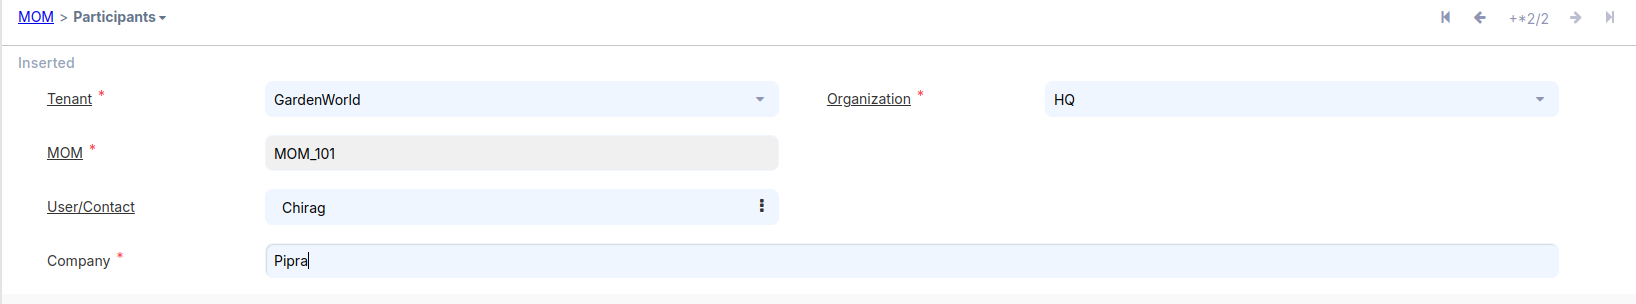 MOM > Participants
+*2/2
Inserted
Tenant * GardenWorld Organization * HQ
MOM * MOM_101
User/Contact Chirag
Company * Pipra